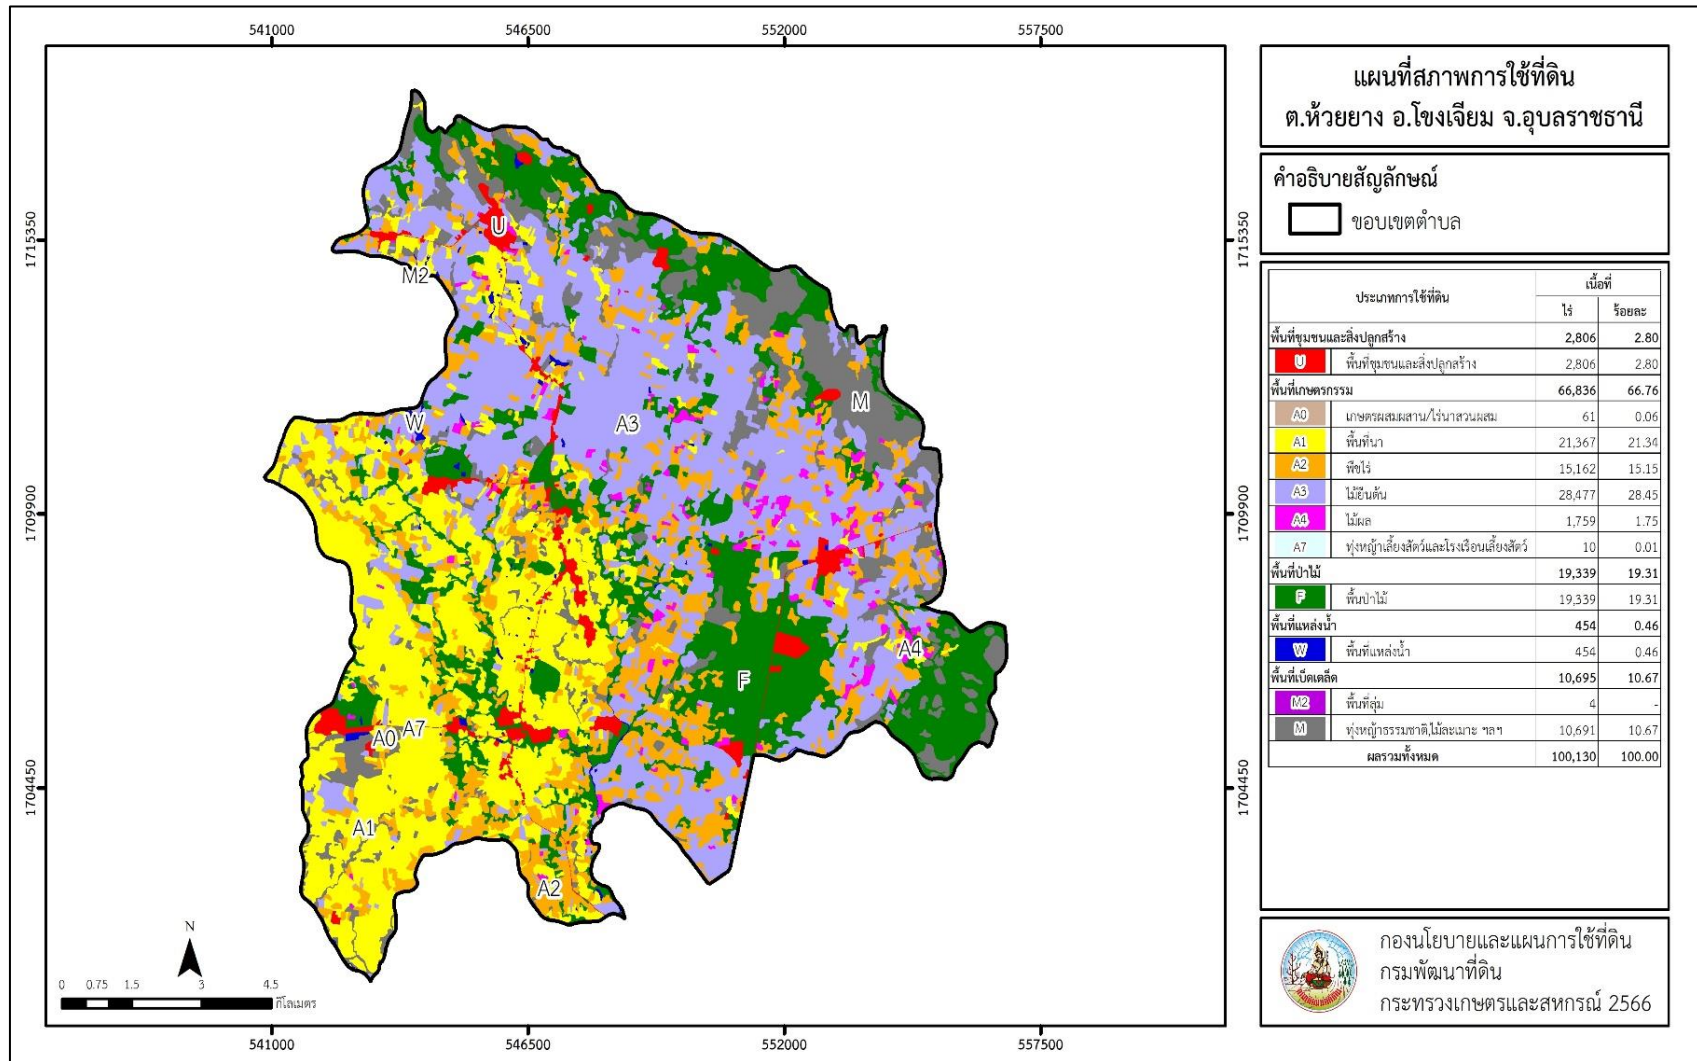 541000 546500 552000 557500
1715350
1709900
1704450
1715350
1709900
1704450
U
M2
A3
M
W
A4
F
A0
A7
A1
A2
N
0 0.75 1.5 3 4.5
กิโลเมตร
541000 546500 552000 557500
แผนที่สภาพการใช้ที่ดิน
ต.ห้วยยาง อ.โขงเจียม จ.อุบลราชธานี
คำอธิบายสัญลักษณ์
ขอบเขตตำบล
ประเภทการใช้ที่ดิน เนื้อที่
ไร่ ร้อยละ
พื้นที่ชุมชนและสิ่งปลูกสร้าง 2,806 2.80
U พื้นที่ชุมชนและสิ่งปลูกสร้าง 2,806 2.80
พื้นที่เกษตรกรรม 66,836 66.76
A0 เกษตรผสมผสาน/ไร่นาสวนผสม 61 0.06
A1 พื้นที่นา 21,367 21.34
A2 พืชไร่ 15,162 15.15
A3 ไม้ยืนต้น 28,477 28.45
A4 ไม้ผล 1,759 1.75
A7 ทุ่งหญ้าเลี้ยงสัตว์และโรงเรือนเลี้ยงสัตว์ 10 0.01
พื้นที่ป่าไม้ 19,339 19.31
F พื้นป่าไม้ 19,339 19.31
พื้นที่แหล่งน้ำ 454 0.46
W พื้นที่แหล่งน้ำ 454 0.46
พื้นที่เบ็ดเตล็ด 10,695 10.67
M2 พื้นที่ลุ่ม 4 -
M ทุ่งหญ้าธรรมชาติ,ไม้ละเมาะ ฯลฯ 10,691 10.67
ผลรวมทั้งหมด 100,130 100.00
กองนโยบายและแผนการใช้ที่ดิน
กรมพัฒนาที่ดิน
กระทรวงเกษตรและสหกรณ์ 2566